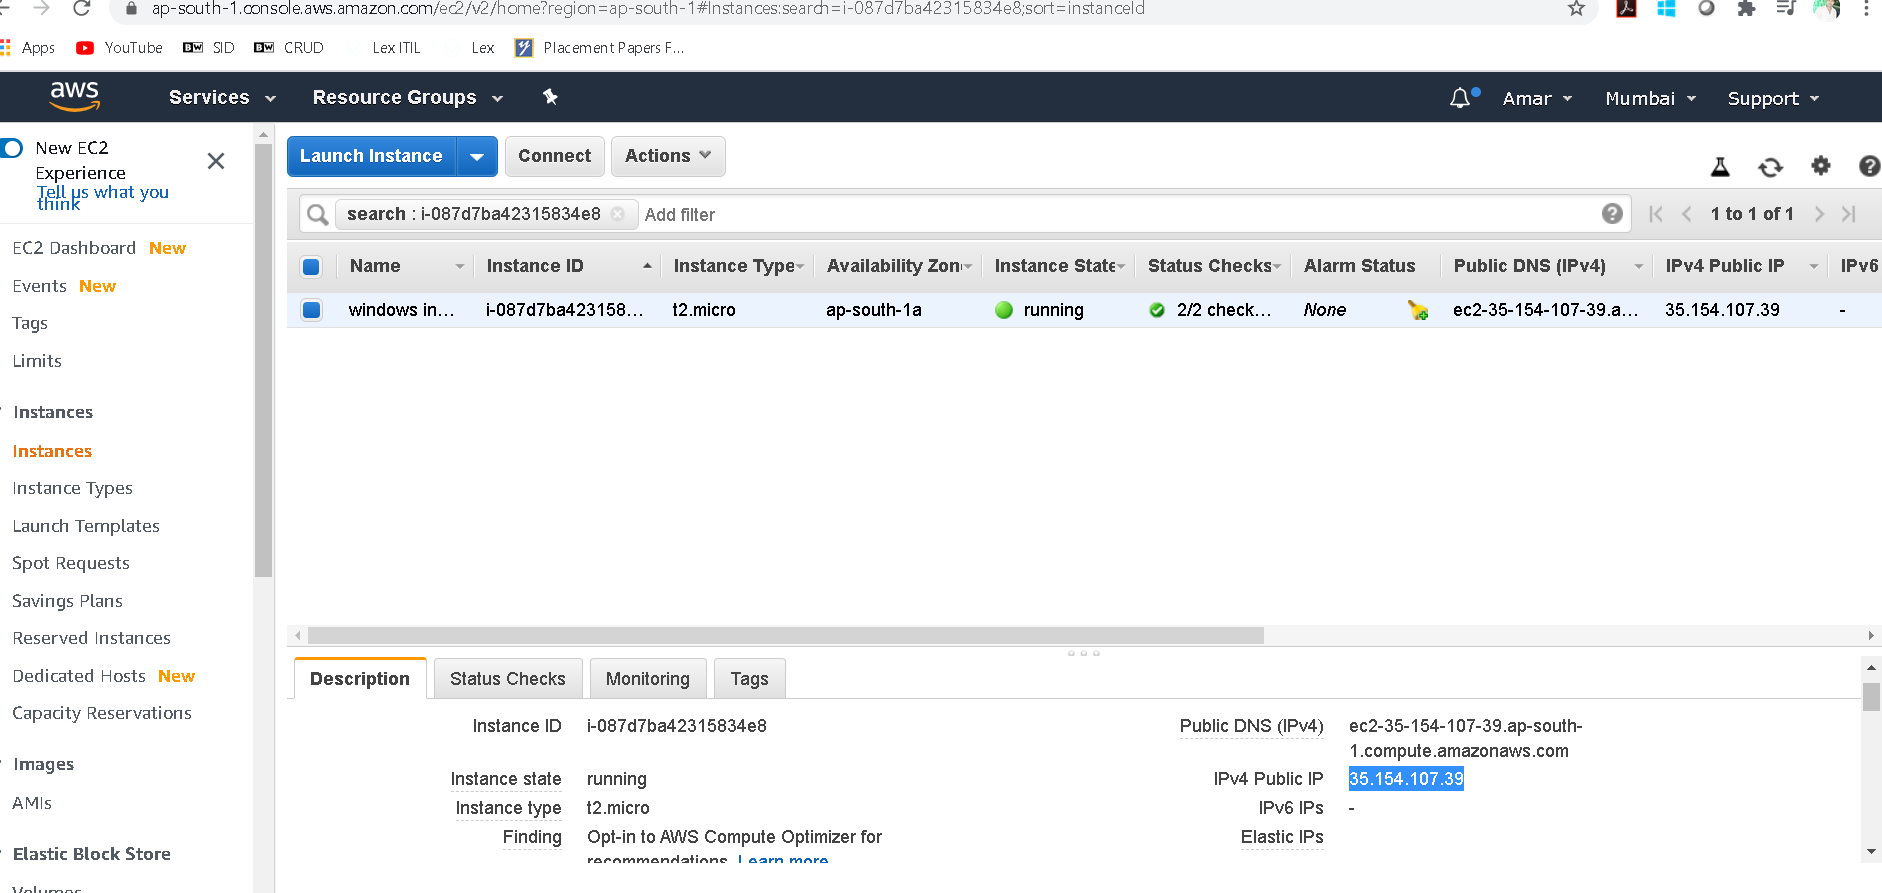 ap-south-1.console.aws.amazon.com/ec2/v2/home?region=ap-south-1#Instances:search=i-087d7ba42315834e8;sort=instanceId
Apps YouTube BW SID BW CRUD Lex ITIL Lex Placement Papers F...
aws Services Resource Groups Amar Mumbai Support
New EC2
Experience
Tell us what you
think
EC2 Dashboard New
Events New
Tags
Limits
Instances
Instances
Instance Types
Launch Templates
Spot Requests
Savings Plans
Reserved Instances
Dedicated Hosts New
Capacity Reservations
Images
AMIs
Elastic Block Store
Volumes
Launch Instance Connect Actions
search : i-087d7ba42315834e8 Add filter 1 to 1 of 1
Name Instance ID Instance Type Availability Zon Instance State Status Checks Alarm Status Public DNS (IPv4) IPv4 Public IP IPv6
windows in... i-087d7ba423158... t2.micro ap-south-1a running 2/2 check... None ec2-35-154-107-39.a... 35.154.107.39 -
Description Status Checks Monitoring Tags
Instance ID i-087d7ba42315834e8 Public DNS (IPv4) ec2-35-154-107-39.ap-south-
1.compute.amazonaws.com
Instance state running IPv4 Public IP 35.154.107.39
Instance type t2.micro IPv6 IPs -
Finding Opt-in to AWS Compute Optimizer for Elastic IPs
recommendations. Learn more